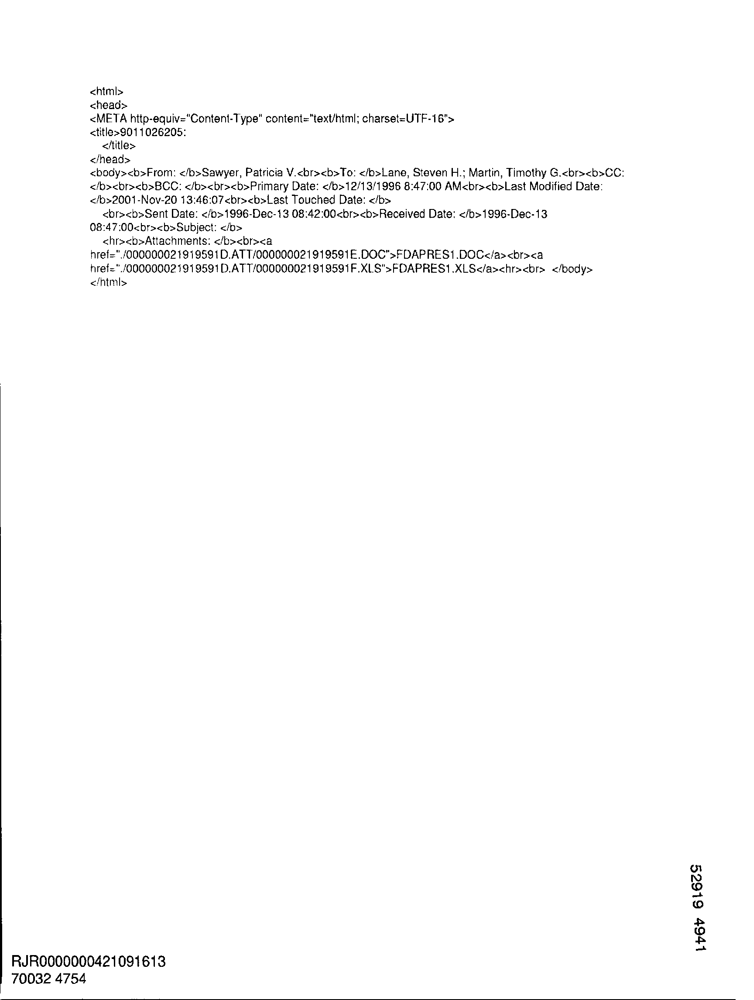 <html>
<head>
<META http-equiv="Content-Type" content="text/html; charset=UTF-16">
<title>9011026205:
</title>
</head>
<body><b>From: </b>Sawyer, Patricia V.<br><b>To: </b>Lane, Steven H.; Martin, Timothy G.<br><b>CC:
</b><br><b>BCC: </b><br><b>Primary Date: </b>12/13/1996 8:47:00 AM<br><b>Last Modified Date:
</b>2001-Nov-20 13:46:07<br><b>Last Touched Date: </b>
<br><b>Sent Date: </b>1996-Dec-13 08:42:00<br><b>Received Date: </b>1996-Dec-13
08:47:00<br><b>Subject: </b>
<hr><b>Attachments: </b><br><a
href="./000000021919591D.ATT/000000021919591E.DOC">FDAPRES1.DOC</a><br><a
href="./000000021919591D.ATT/000000021919591F.XLS">FDAPRES1.XLS</a><hr><br> </body>
</html>
52919 4941
RJR0000000421091613
70032 4754